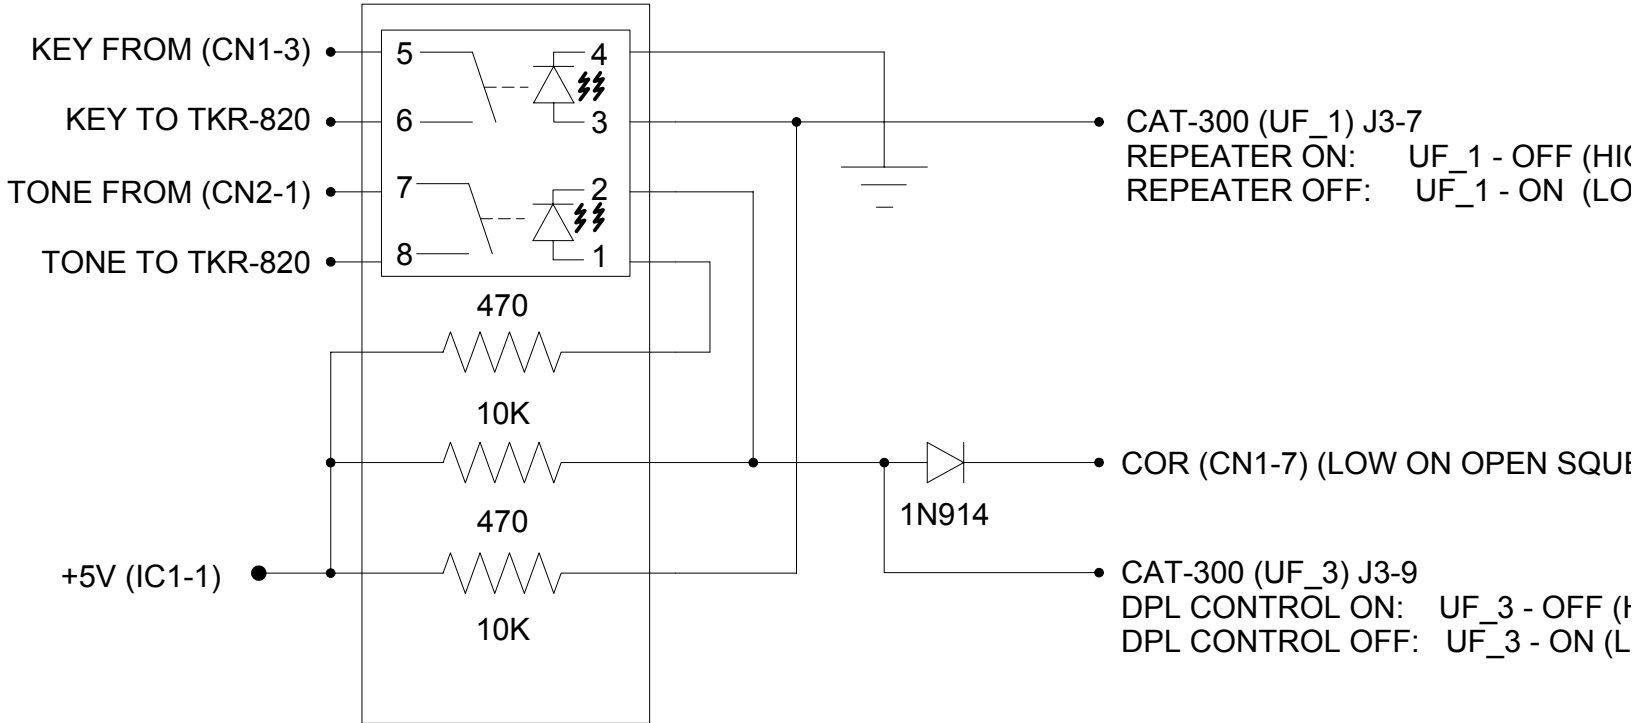 KEY FROM (CN1-3)
KEY TO TKR-820
TONE FROM (CN2-1)
TONE TO TKR-820
5
6
7
8
4
3
2
1
470
10K
470
10K
+5V (IC1-1)
CAT-300 (UF_1) J3-7
REPEATER ON: UF_1 - OFF
REPEATER OFF: UF_1 - ON
COR (CN1-7) (LOW ON OPEN
1N914
CAT-300 (UF_3) J3-9
DPL CONTROL ON: UF_3 - OFF
DPL CONTROL OFF: UF_3 - ON